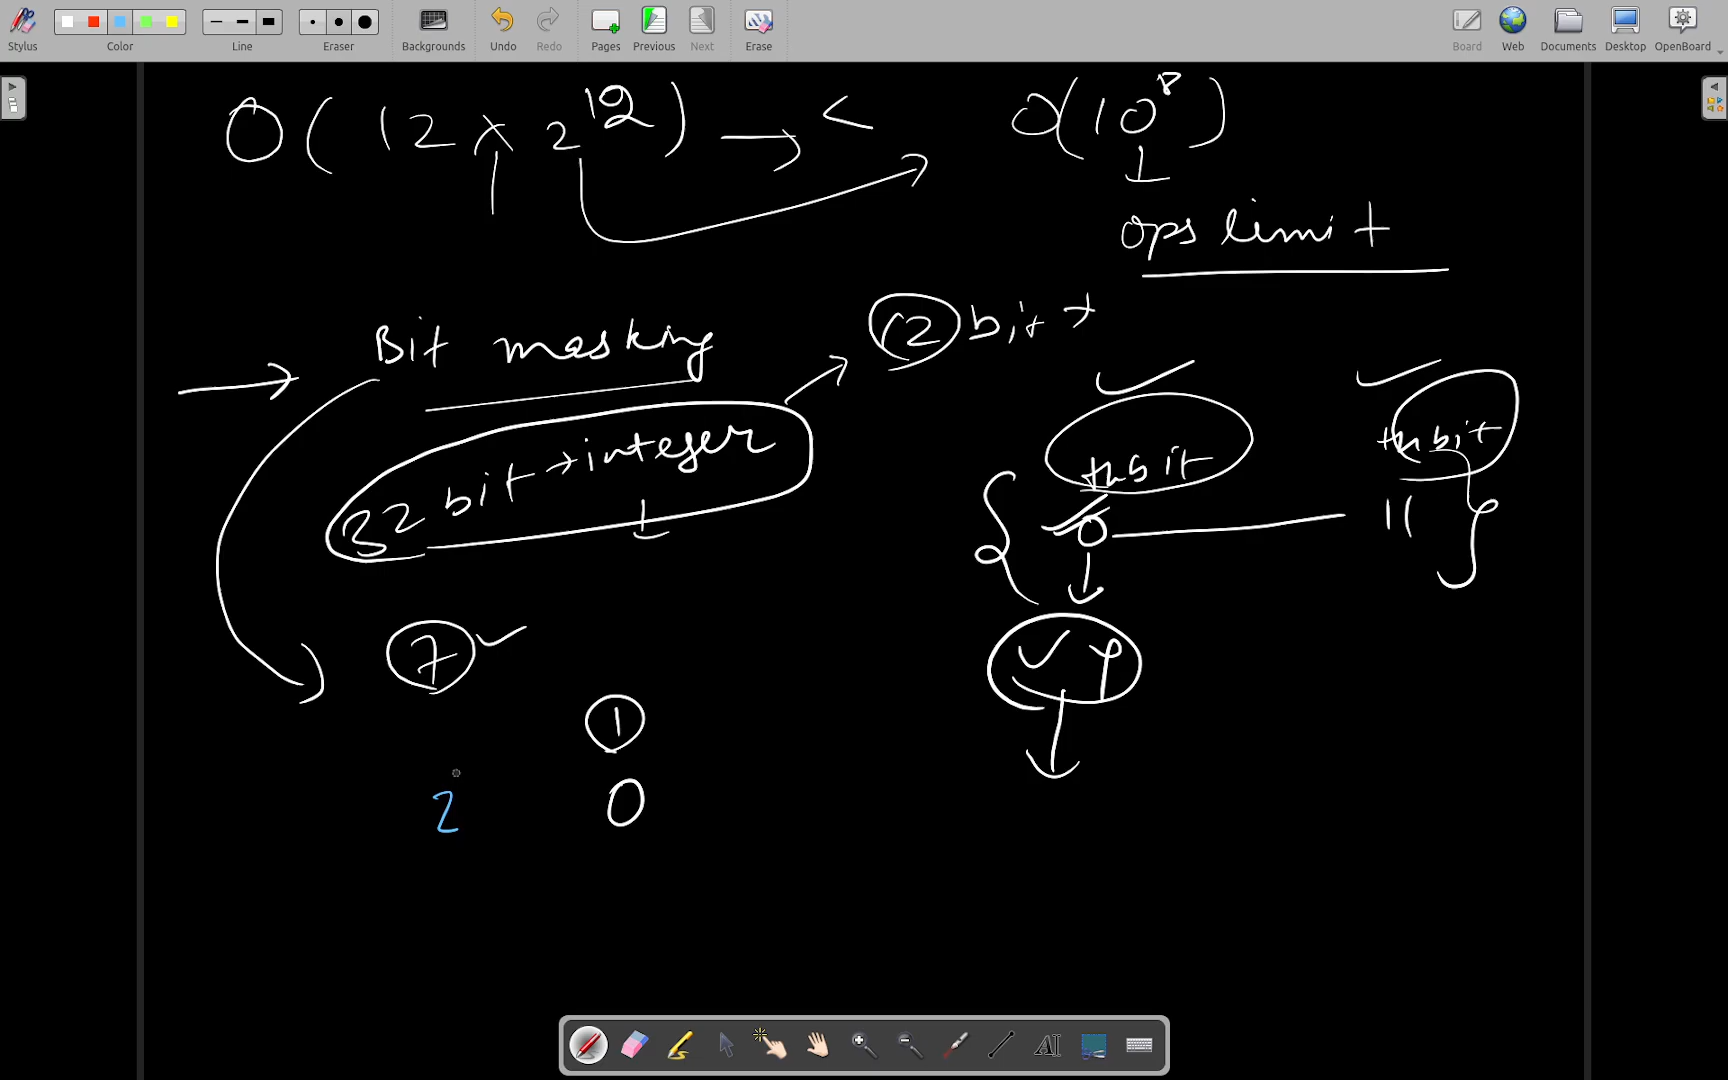 Stylus Color Line Eraser Backgrounds Undo Redo Pages Previous Next Erase Board Web Documents Desktop OpenBoard
O( 12 x 2^12 ) → < O(10^8)
ops limit
Bit masking
12 bit →
32 bit → integer
th bit
th bit
0
11
7
1
2 0